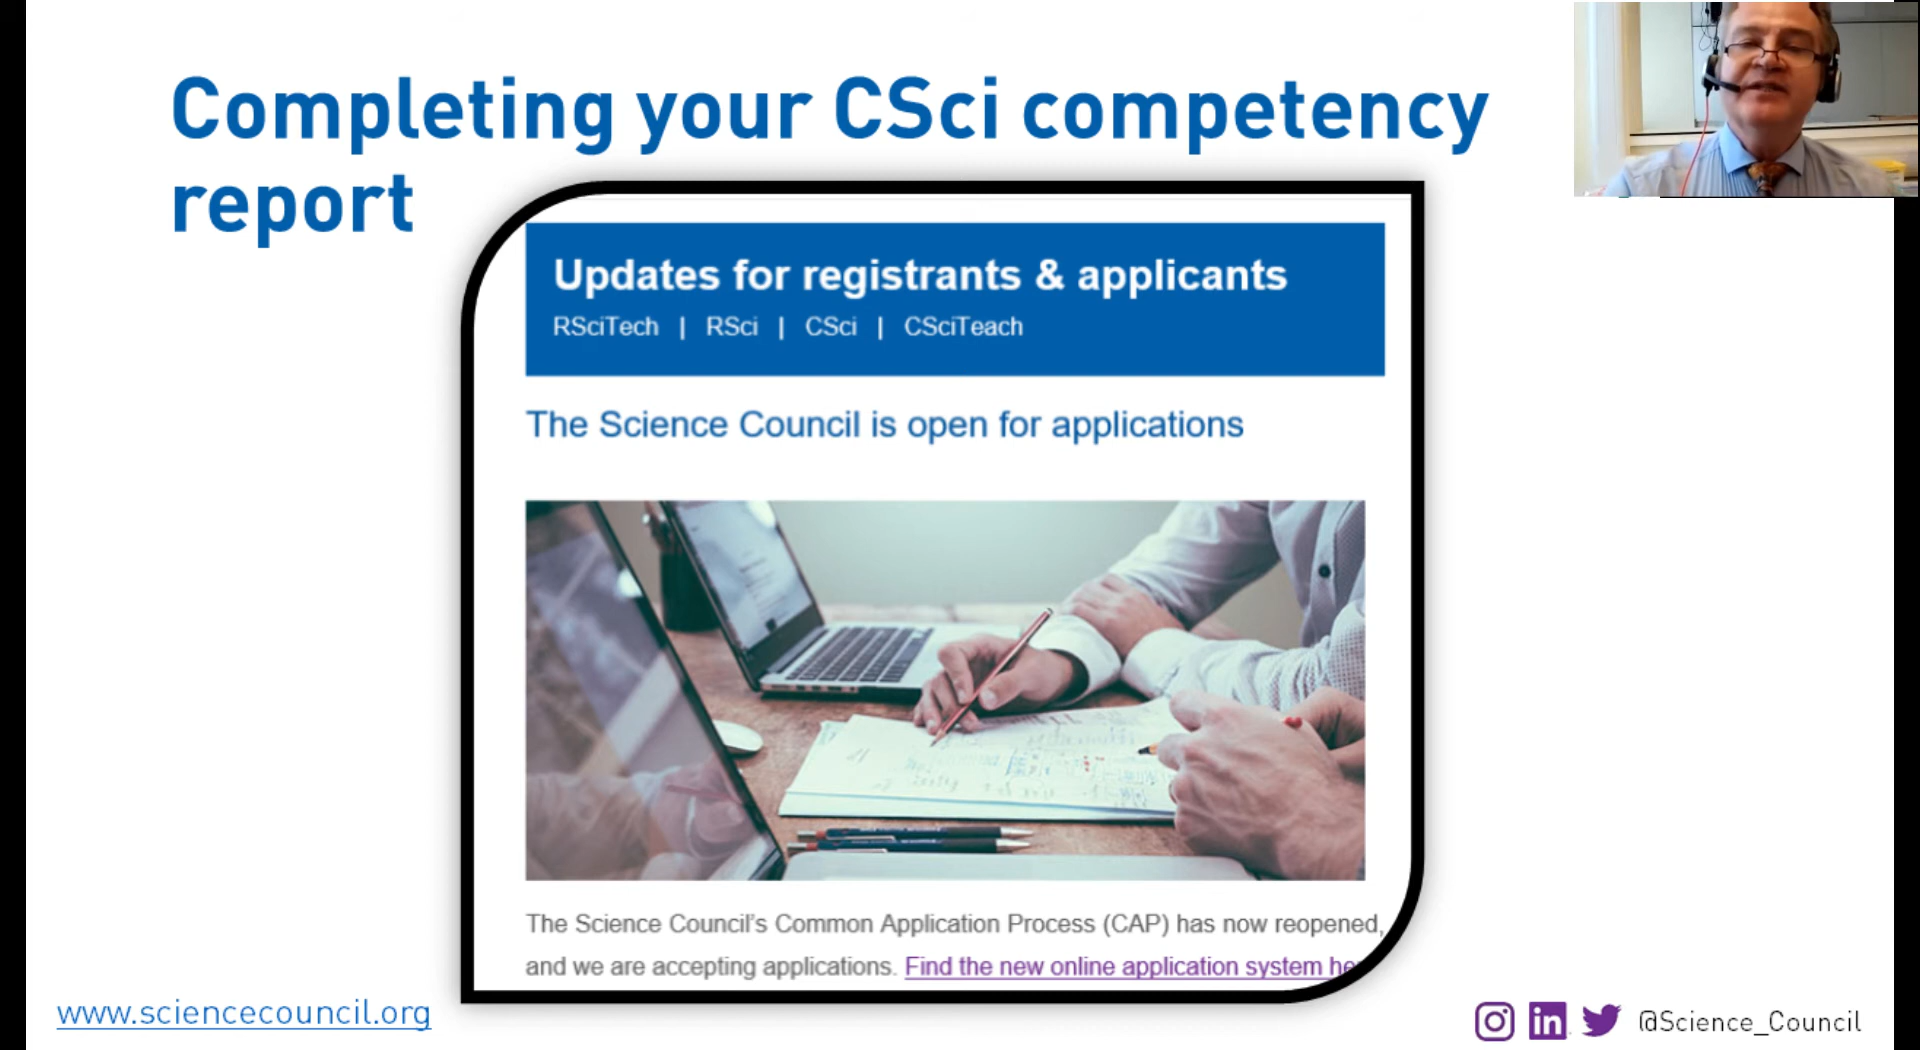 Completing your CSci competency
report
Updates for registrants & applicants
RSciTech | RSci | CSci | CSciTeach
The Science Council is open for applications
The Science Council's Common Application Process (CAP) has now reopened,
and we are accepting applications. Find the new online application system
www.sciencecouncil.org
in
@Science_Council